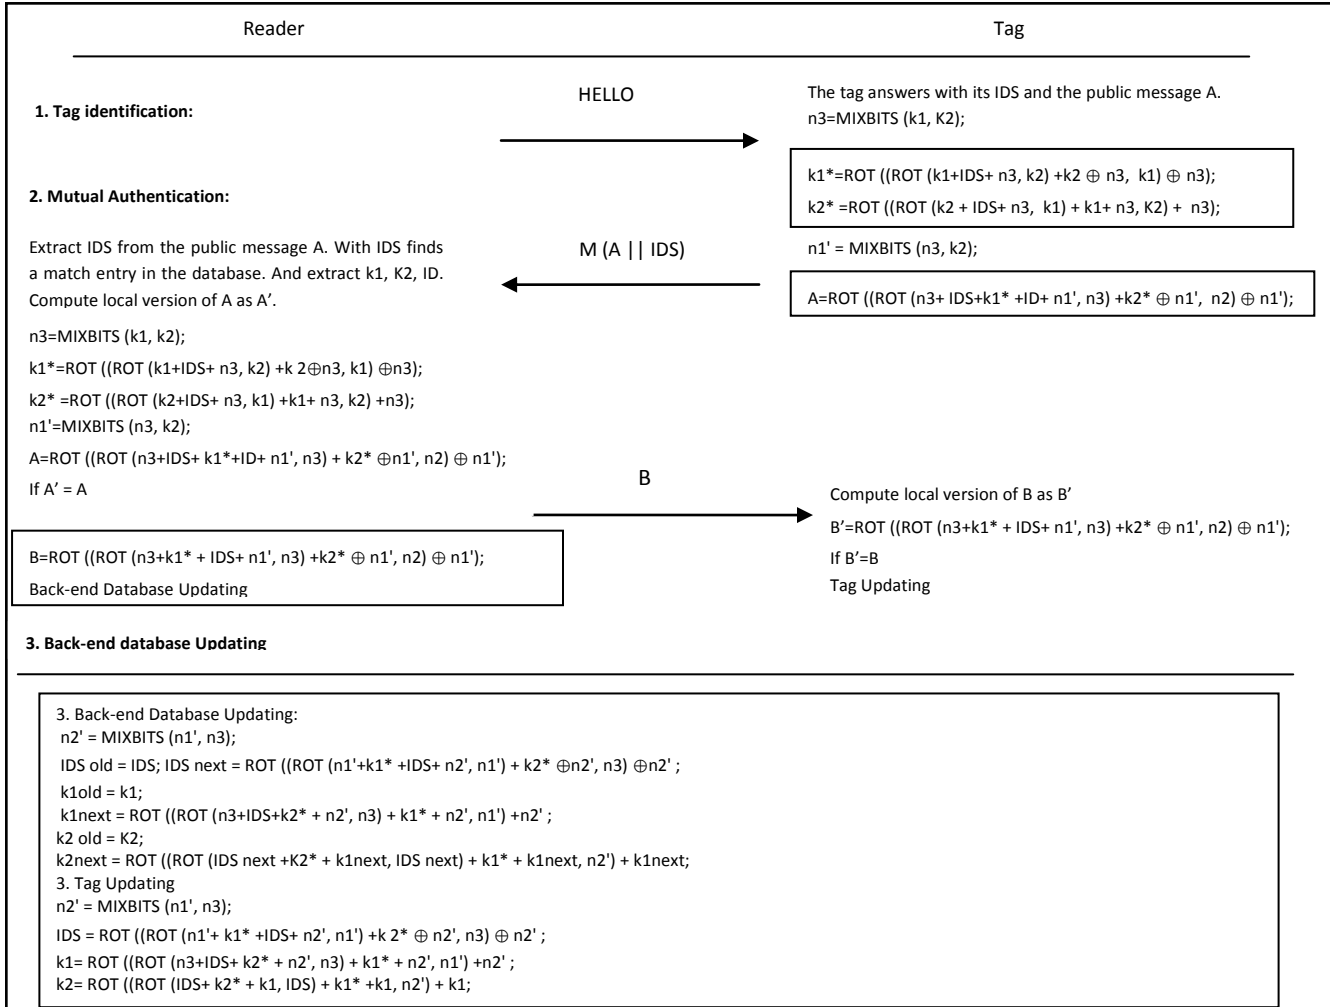 Reader
Tag
1. Tag identification:
HELLO
The tag answers with its IDS and the public message A.
n3=MIXBITS (k1, K2);
k1*=ROT ((ROT (k1+IDS+ n3, k2) +k2 ⊕ n3, k1) ⊕ n3);
k2* =ROT ((ROT (k2 + IDS+ n3, k1) + k1+ n3, K2) + n3);
n1' = MIXBITS (n3, k2);
A=ROT ((ROT (n3+ IDS+k1* +ID+ n1', n3) +k2* ⊕ n1', n2) ⊕ n1');
2. Mutual Authentication:
Extract IDS from the public message A. With IDS finds
a match entry in the database. And extract k1, K2, ID.
Compute local version of A as A’.
M (A || IDS)
n3=MIXBITS (k1, k2);
k1*=ROT ((ROT (k1+IDS+ n3, k2) +k 2⊕n3, k1) ⊕n3);
k2* =ROT ((ROT (k2+IDS+ n3, k1) +k1+ n3, k2) +n3);
n1'=MIXBITS (n3, k2);
A=ROT ((ROT (n3+IDS+ k1*+ID+ n1', n3) + k2* ⊕n1', n2) ⊕ n1');
If A’ = A
B
B=ROT ((ROT (n3+k1* + IDS+ n1', n3) +k2* ⊕ n1', n2) ⊕ n1');
Back-end Database Updating
Compute local version of B as B’
B’=ROT ((ROT (n3+k1* + IDS+ n1', n3) +k2* ⊕ n1', n2) ⊕ n1');
If B’=B
Tag Updating
3. Back-end database Updating
3. Back-end Database Updating:
n2' = MIXBITS (n1', n3);
IDS old = IDS; IDS next = ROT ((ROT (n1'+k1* +IDS+ n2', n1') + k2* ⊕n2', n3) ⊕n2' ;
k1old = k1;
k1next = ROT ((ROT (n3+IDS+k2* + n2', n3) + k1* + n2', n1') +n2' ;
k2 old = K2;
k2next = ROT ((ROT (IDS next +K2* + k1next, IDS next) + k1* + k1next, n2') + k1next;
3. Tag Updating
n2' = MIXBITS (n1', n3);
IDS = ROT ((ROT (n1'+ k1* +IDS+ n2', n1') +k 2* ⊕ n2', n3) ⊕ n2' ;
k1= ROT ((ROT (n3+IDS+ k2* + n2', n3) + k1* + n2', n1') +n2' ;
k2= ROT ((ROT (IDS+ k2* + k1, IDS) + k1* +k1, n2') + k1;